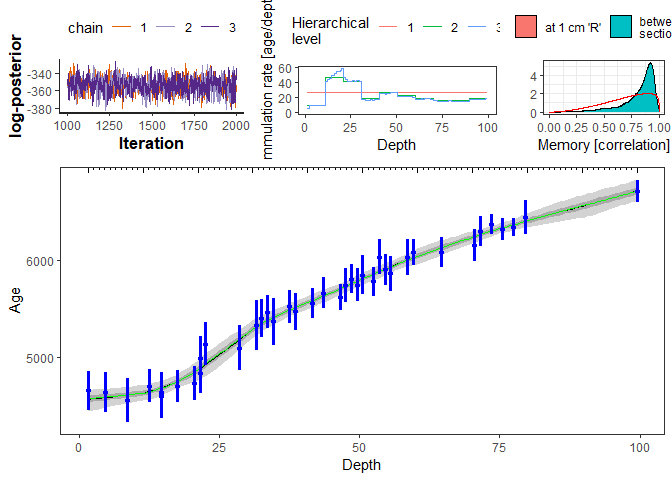 chain 1 2 3
log-posterior
-340
-360
-380
1000 1250 1500 1750 2000
Iteration
Hierarchical
level 1 2
mmulation rate [age/depth
60
40
20
0
0 25 50 75 100
Depth
at 1 cm 'R'
betwe
sectio
4
2
0
0.00 0.25 0.50 0.75 1.00
Memory [correlation]
Age
6000
5000
0 25 50 75 100
Depth